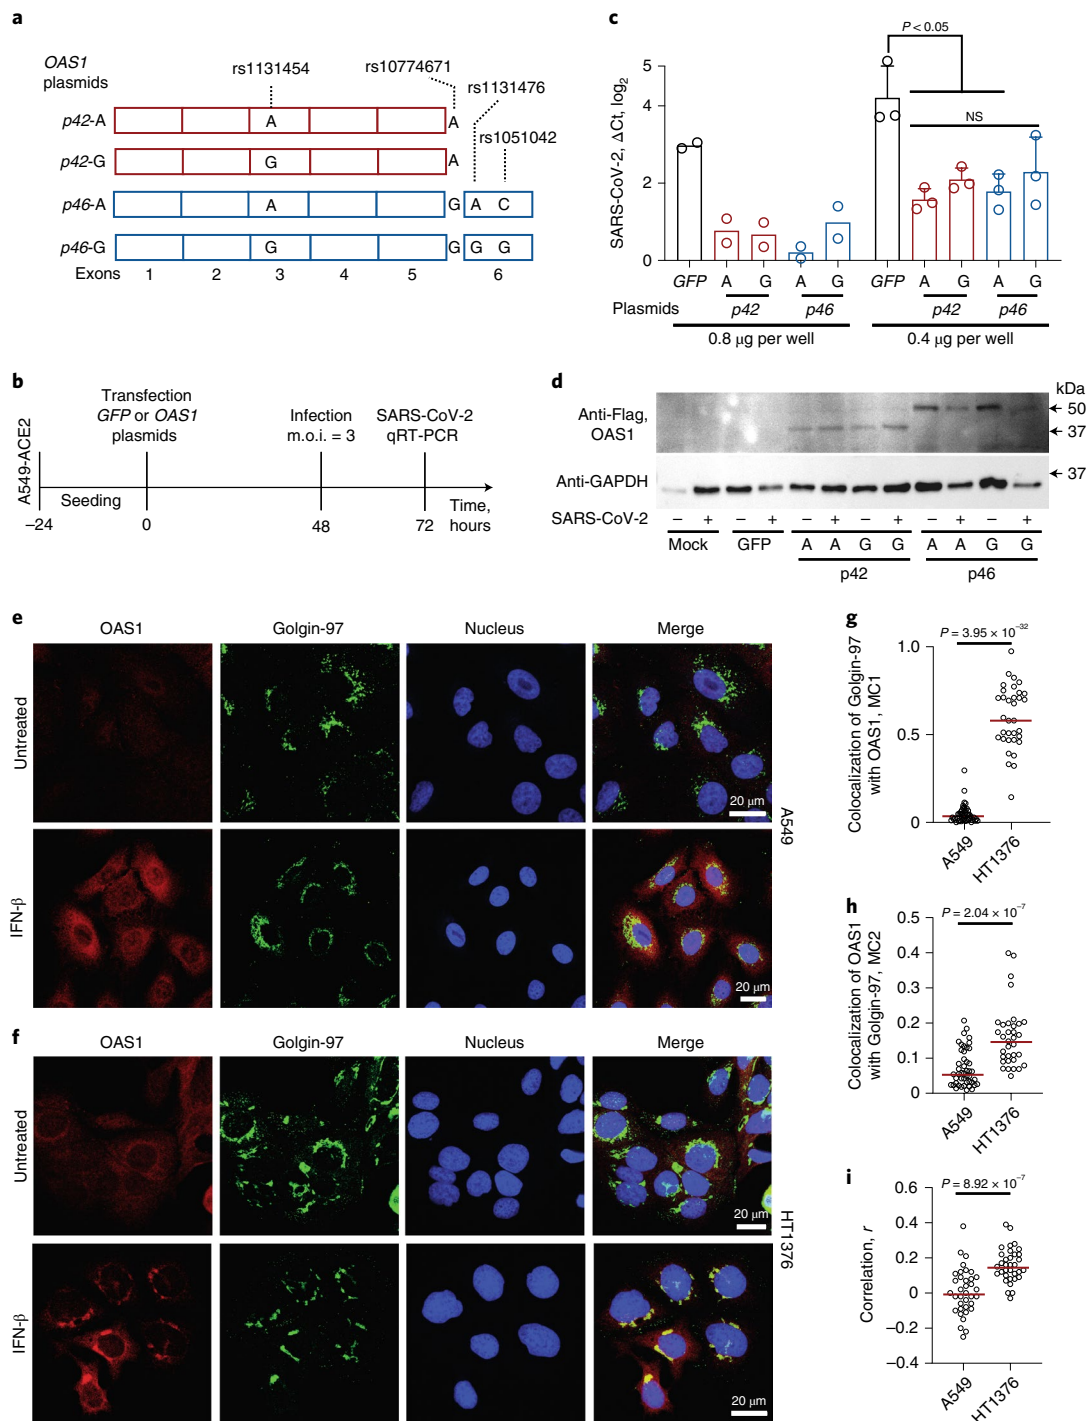 a
OAS1
plasmids
rs1131454
rs10774671
rs1131476
rs1051042
p42-A
A
A
p42-G
G
A
p46-A
A
G A C
p46-G
G
G G G
Exons 1 2 3 4 5 6
b
A549-ACE2
Transfection
GFP or OAS1
plasmids
Infection
m.o.i. = 3
SARS-CoV-2
qRT-PCR
Seeding
Time,
hours
–24 0 48 72
c
SARS-CoV-2, ΔCt, log2
5
4
2
0
P < 0.05
NS
GFP A G A G GFP A G A G
Plasmids p42 p46 p42 p46
0.8 μg per well 0.4 μg per well
d
kDa
Anti-Flag,
OAS1
50
37
Anti-GAPDH
37
SARS-CoV-2 – + – + – + – + – + – +
Mock GFP A A G G A A G G
p42 p46
e
OAS1 Golgin-97 Nucleus Merge
Untreated
20 μm
IFN-β
20 μm
A549
f
OAS1 Golgin-97 Nucleus Merge
Untreated
20 μm
IFN-β
20 μm
HT1376
g
P = 3.95 × 10–32
Colocalization of Golgin-97
with OAS1, MC1
1.0
0.5
0
A549 HT1376
h
P = 2.04 × 10–7
Colocalization of OAS1
with Golgin-97, MC2
0.5
0.4
0.3
0.2
0.1
0
A549 HT1376
i
P = 8.92 × 10–7
Correlation, r
0.6
0.4
0.2
0
–0.2
–0.4
A549 HT1376